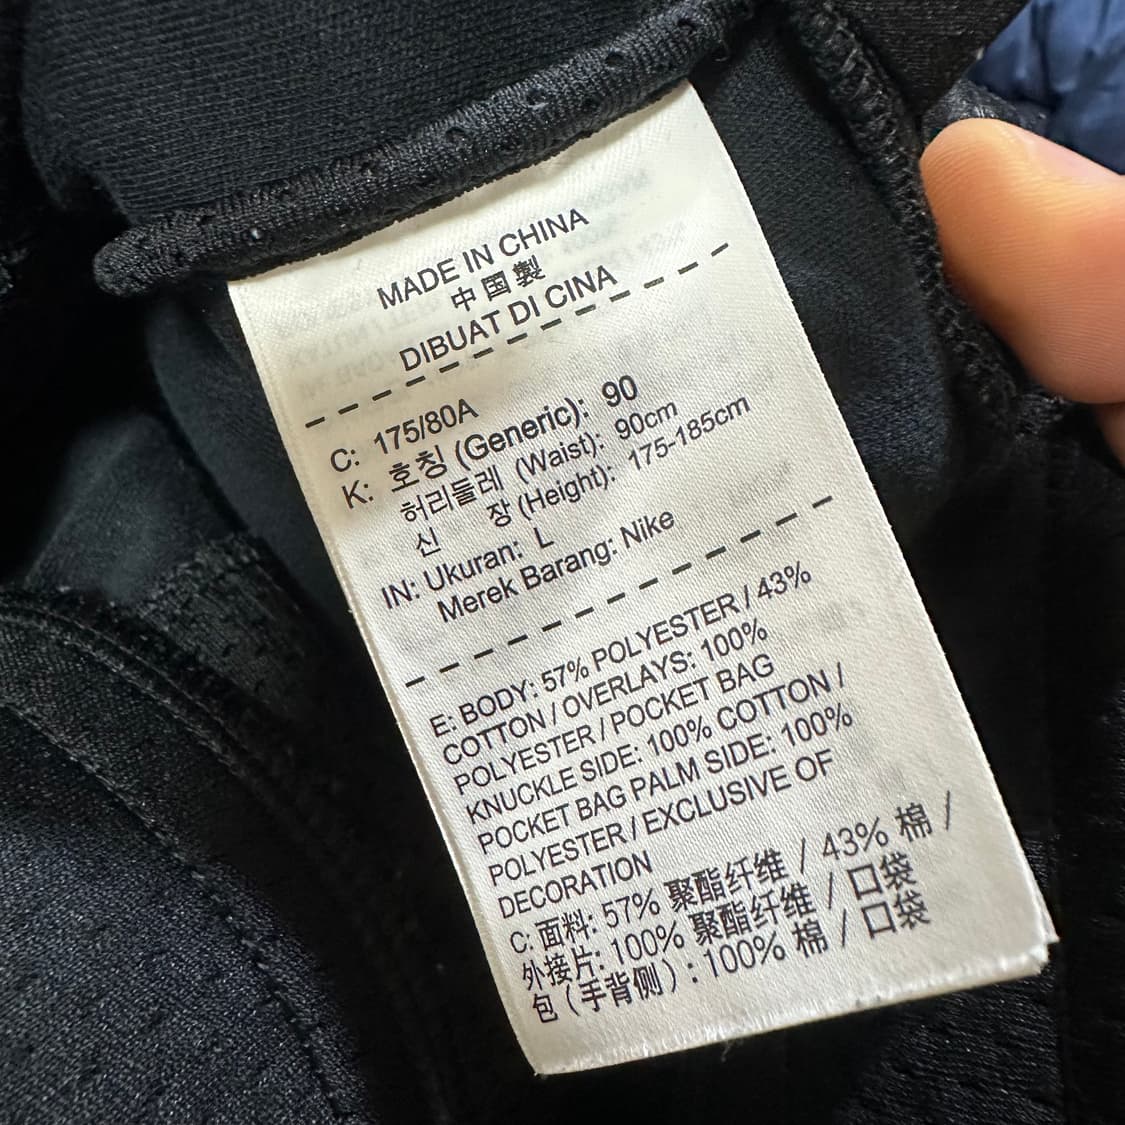 MADE IN CHINA
中国製
DIBUAT DI CINA
C: 175/80A
K: 호칭 (Generic): 90
허리둘레 (Waist): 90cm
신 장 (Height): 175-185cm
IN: Ukuran: L
Merek Barang: Nike
E: BODY: 57% POLYESTER / 43%
COTTON / OVERLAYS: 100%
POLYESTER / POCKET BAG
KNUCKLE SIDE: 100% COTTON /
POCKET BAG PALM SIDE: 100%
POLYESTER / EXCLUSIVE OF
DECORATION
C: 面料: 57% 聚酯纤维 / 43% 棉 /
外接片: 100% 聚酯纤维 / 口袋
包 (手背侧) : 100% 棉 / 口袋